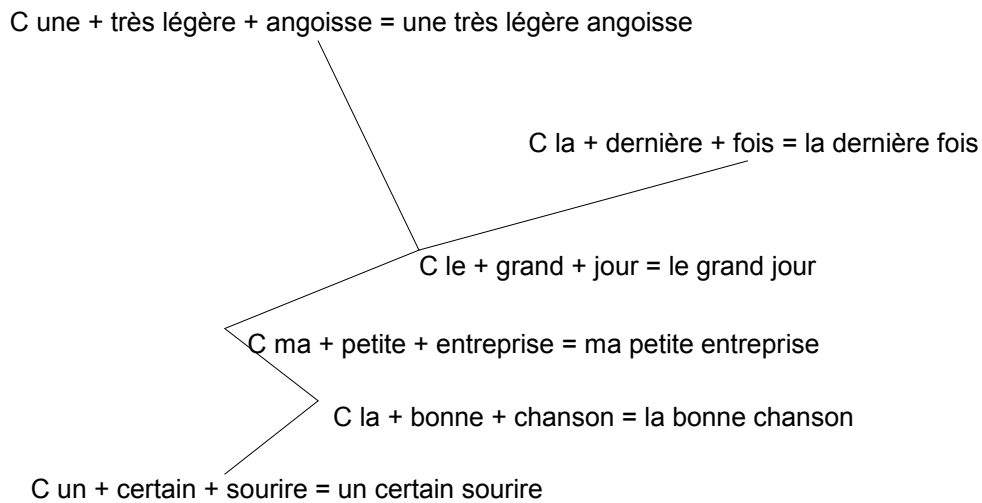 C une + très légère + angoisse = une très légère angoisse
C la + dernière + fois = la dernière fois
C le + grand + jour = le grand jour
C ma + petite + entreprise = ma petite entreprise
C la + bonne + chanson = la bonne chanson
C un + certain + sourire = un certain sourire